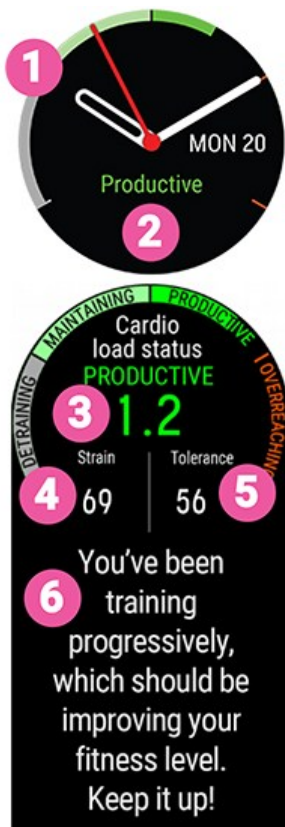 1
MON 20
Productive
2
DETRAINING
MAINTAINING
PRODUCTIVE
OVERREACHING
Cardio
load status
PRODUCTIVE
3
1.2
Strain
Tolerance
4
69
56
5
You've been
6
training
progressively,
which should be
improving your
fitness level.
Keep it up!